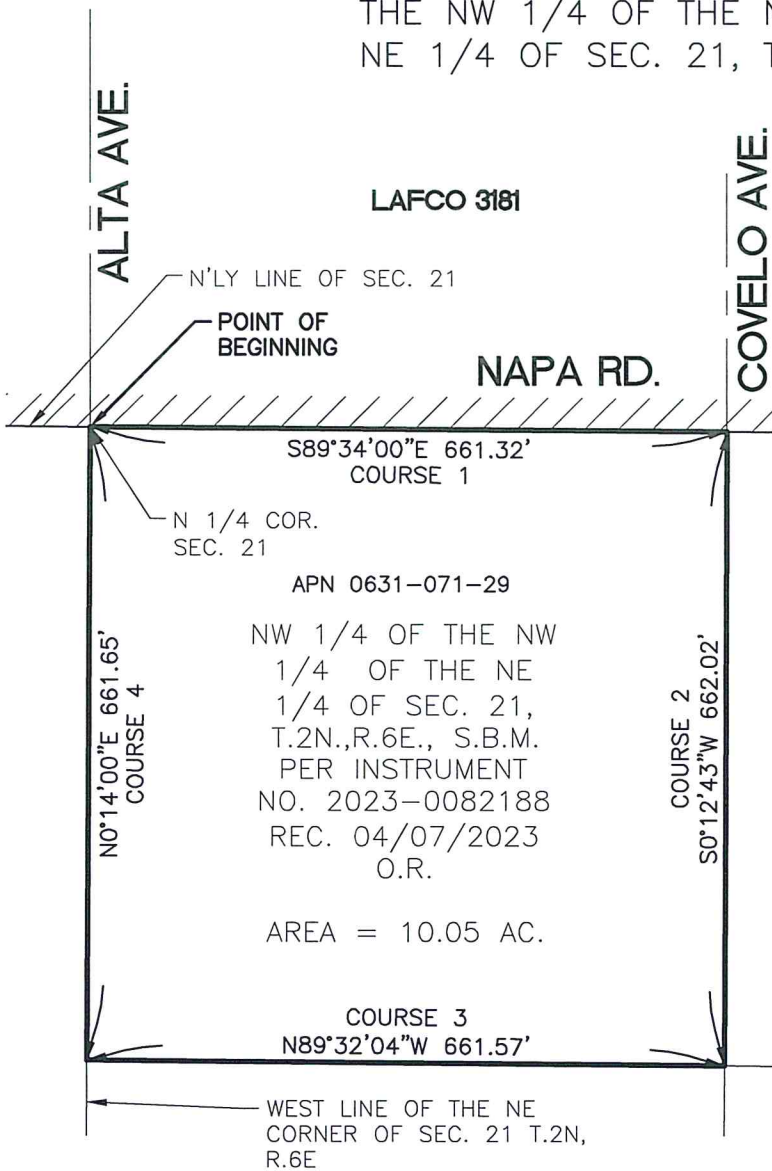 THE NW 1/4 OF THE
NE 1/4 OF SEC. 21,
ALTA AVE.
COVELO AVE.
LAFCO 3181
N'LY LINE OF SEC. 21
POINT OF
BEGINNING
NAPA RD.
S89°34'00"E 661.32'
COURSE 1
N 1/4 COR.
SEC. 21
APN 0631-071-29
NW 1/4 OF THE NW
1/4 OF THE NE
1/4 OF SEC. 21,
T.2N.,R.6E., S.B.M.
PER INSTRUMENT
NO. 2023-0082188
REC. 04/07/2023
O.R.
AREA = 10.05 AC.
N0°14'00"E 661.65'
COURSE 4
COURSE 2
S0°12'43"W 662.02'
COURSE 3
N89°32'04"W 661.57'
WEST LINE OF THE NE
CORNER OF SEC. 21 T.2N,
R.6E